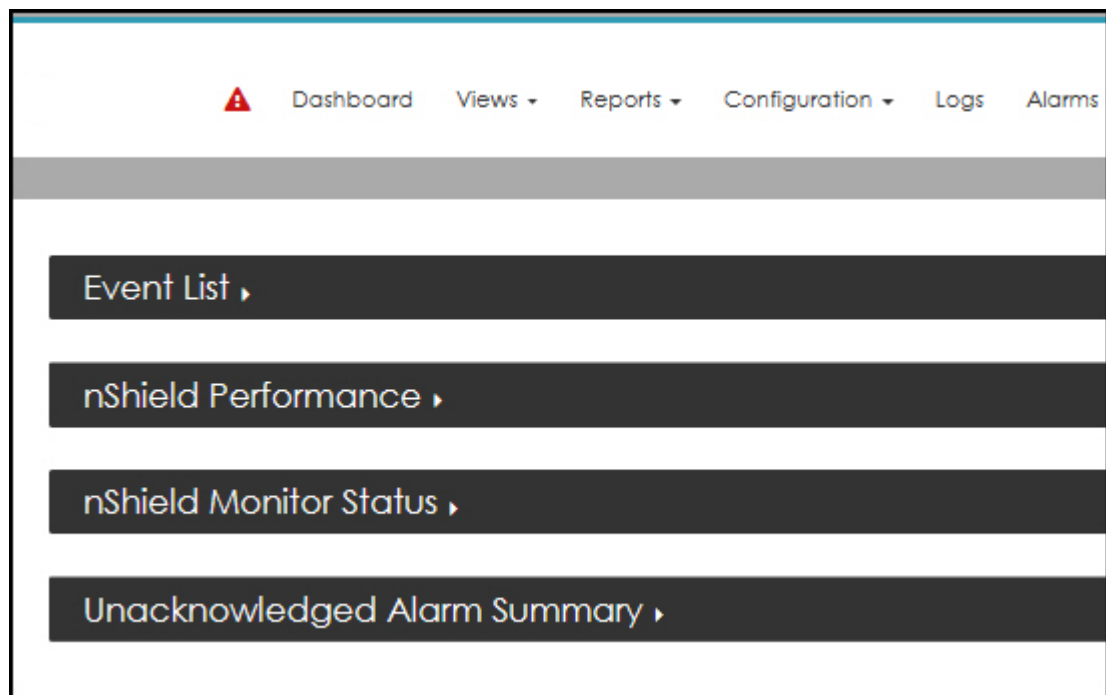 Dashboard Views Reports Configuration Logs Alarms
Event List
nShield Performance
nShield Monitor Status
Unacknowledged Alarm Summary